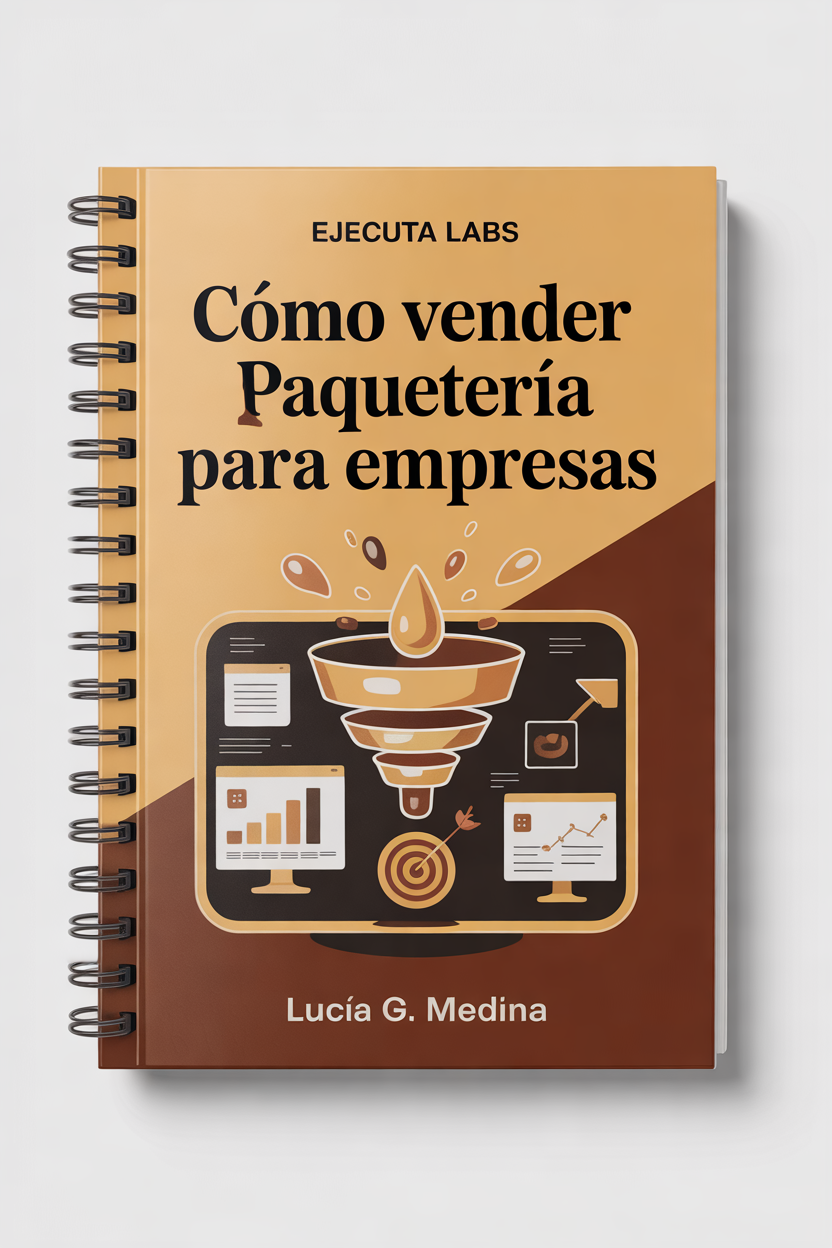 EJECUTA LABS
Cómo vender
Paquetería
para empresas
Lucía G. Medina